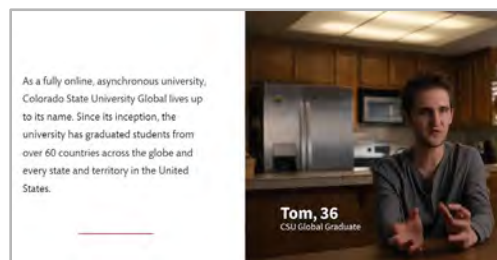 As a fully online, asynchronous university,
Colorado State University Global lives up
to its name. Since its inception, the
university has graduated students from
over 60 countries across the globe and
every state and territory in the United
States.
Tom, 36
CSU Global Graduate